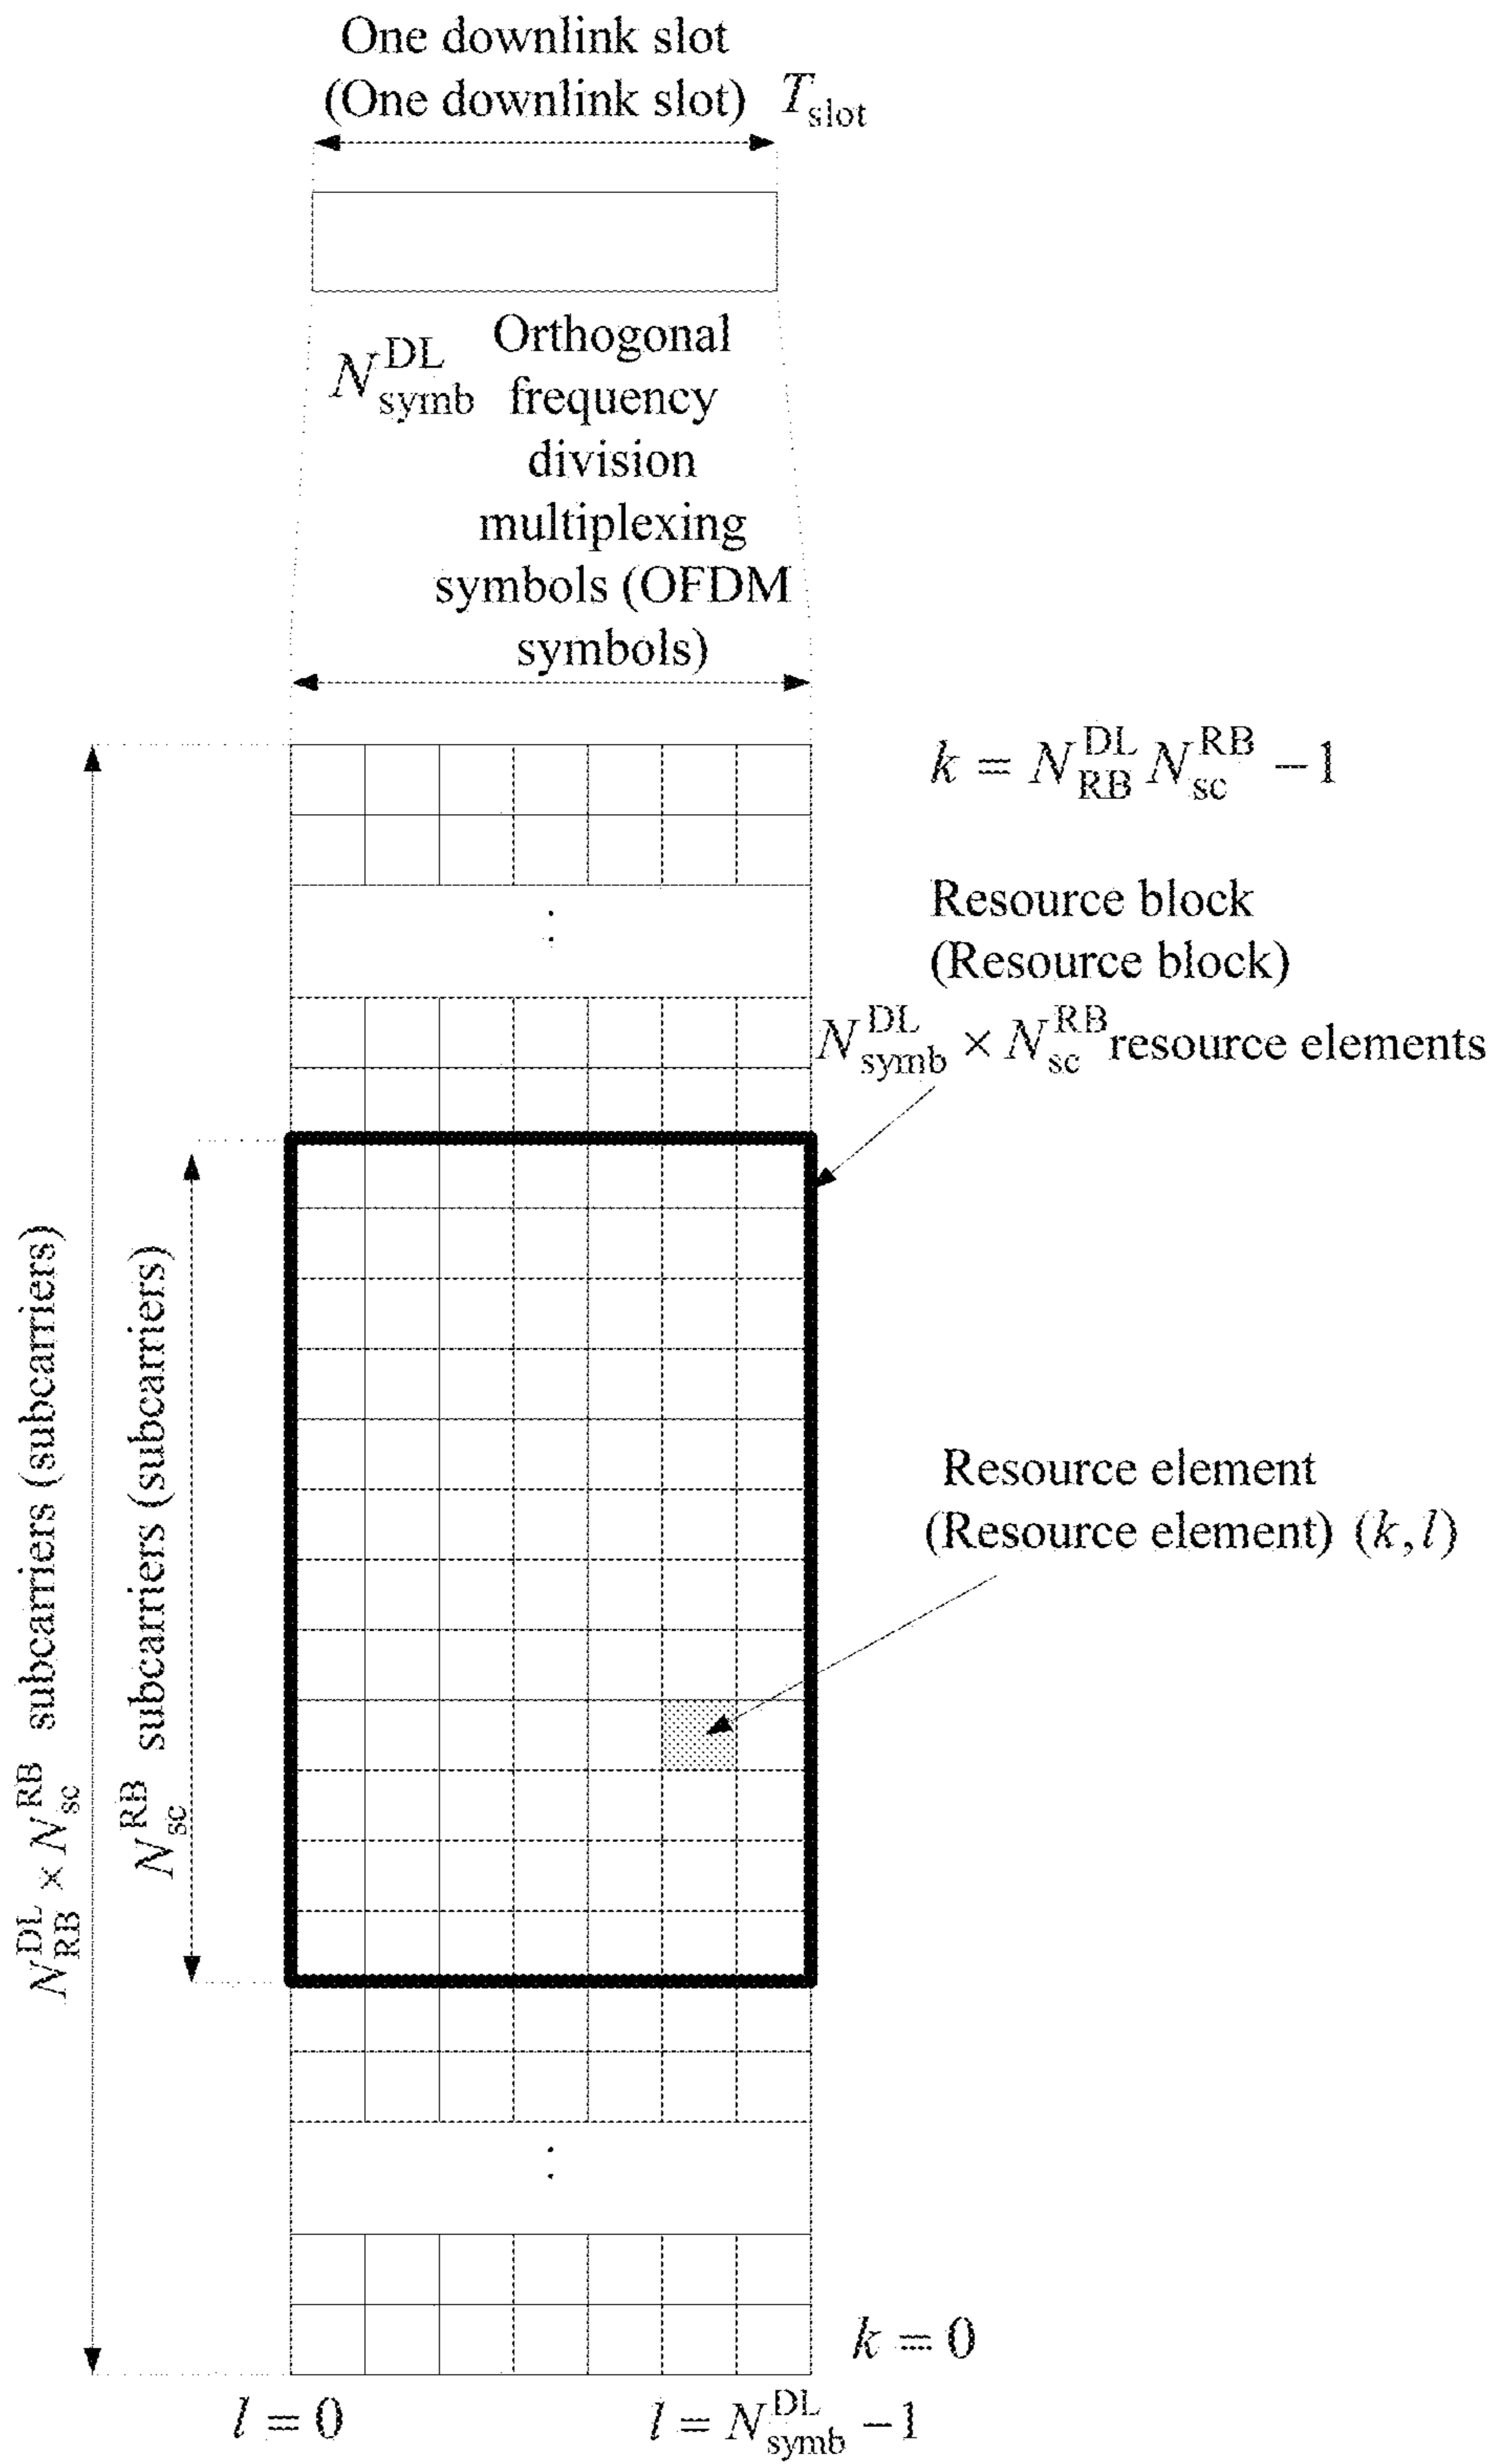 One downlink slot
(One downlink slot) T_slot
N_symb^DL Orthogonal
frequency
division
multiplexing
symbols (OFDM
symbols)
k = N_RB^DL N_sc^RB − 1
Resource block
(Resource block)
N_symb^DL × N_sc^RB resource elements
N_RB^DL × N_sc^RB subcarriers (subcarriers)
N_sc^RB subcarriers (subcarriers)
Resource element
(Resource element) (k, l)
k = 0
l = 0
l = N_symb^DL − 1